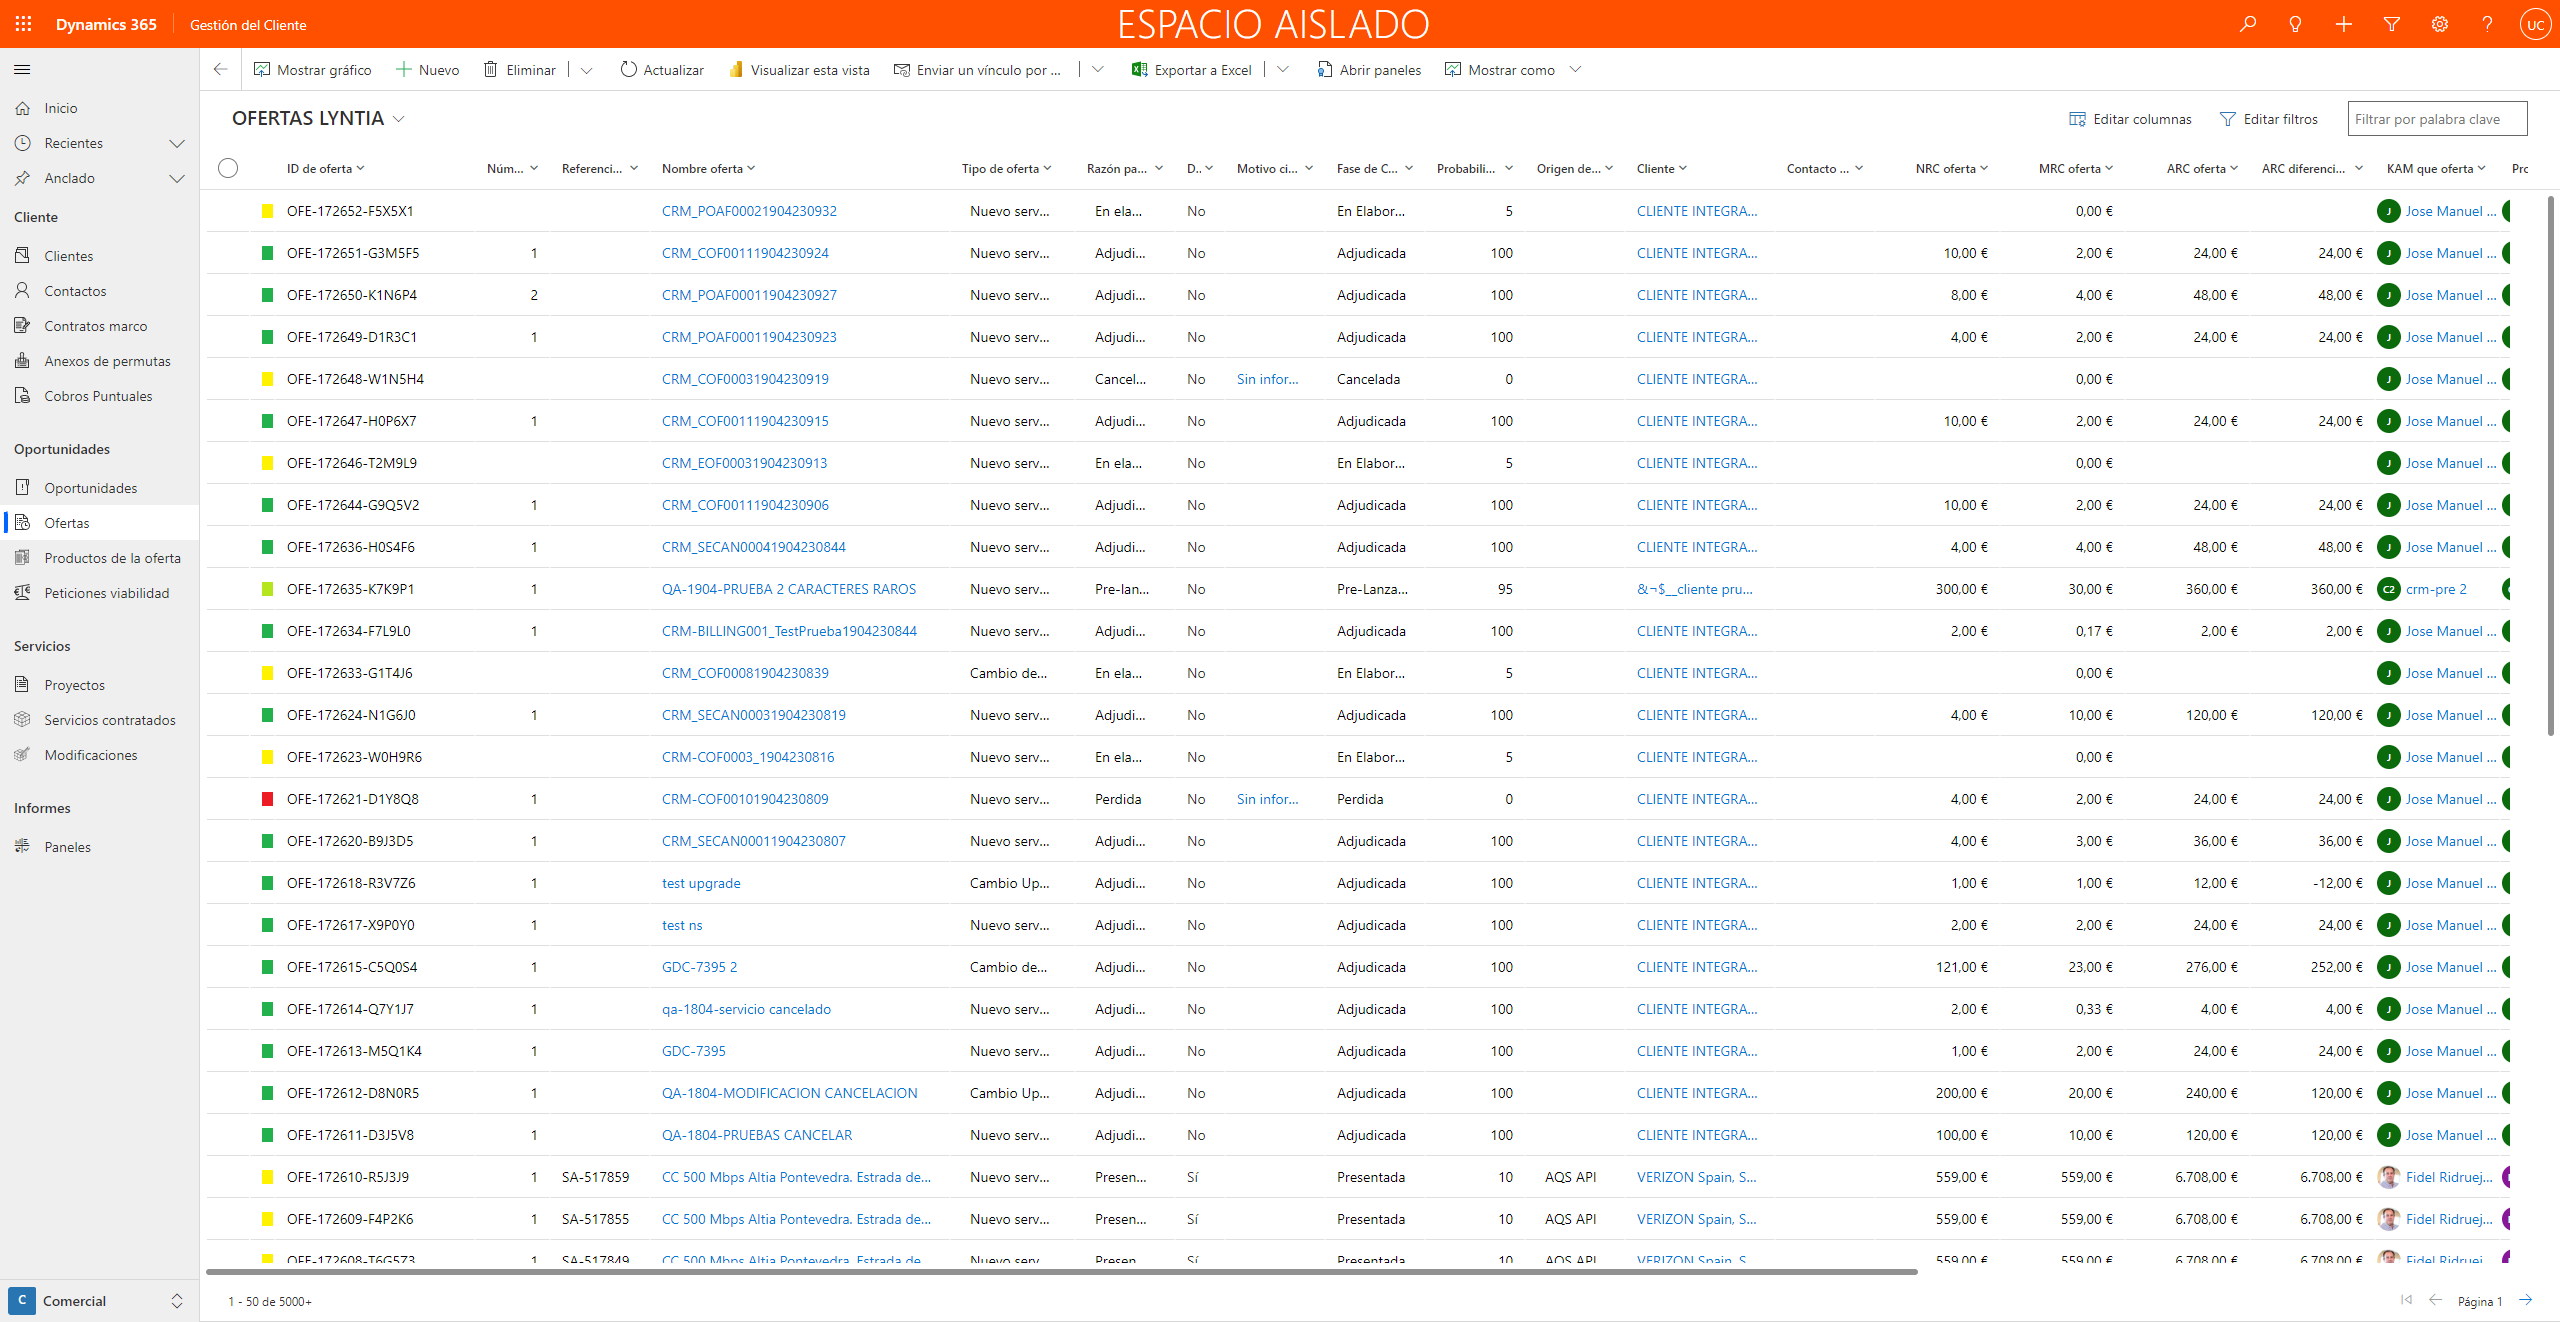 Dynamics 365 Gestión del Cliente ESPACIO AISLADO UC
Mostrar gráfico Nuevo Eliminar Actualizar Visualizar esta vista Enviar un vínculo por ... Exportar a Excel Abrir paneles Mostrar como
Inicio
Recientes
Anclado
Cliente
Clientes
Contactos
Contratos marco
Anexos de permutas
Cobros Puntuales
Oportunidades
Oportunidades
Ofertas
Productos de la oferta
Peticiones viabilidad
Servicios
Proyectos
Servicios contratados
Modificaciones
Informes
Paneles
C Comercial
OFERTAS LYNTIA Editar columnas Editar filtros Filtrar por palabra clave
ID de oferta Núm... Referenci... Nombre oferta Tipo de oferta Razón pa... D.. Motivo ci... Fase de C... Probabili... Origen de... Cliente Contacto ... NRC oferta MRC oferta ARC oferta ARC diferenci... KAM que oferta Prc
OFE-172652-F5X5X1 CRM_POAF00021904230932 Nuevo serv... En ela... No En Elabor... 5 CLIENTE INTEGRA... 0,00 € J Jose Manuel ...
OFE-172651-G3M5F5 1 CRM_COF00111904230924 Nuevo serv... Adjudi... No Adjudicada 100 CLIENTE INTEGRA... 10,00 € 2,00 € 24,00 € 24,00 € J Jose Manuel ...
OFE-172650-K1N6P4 2 CRM_POAF00011904230927 Nuevo serv... Adjudi... No Adjudicada 100 CLIENTE INTEGRA... 8,00 € 4,00 € 48,00 € 48,00 € J Jose Manuel ...
OFE-172649-D1R3C1 1 CRM_POAF00011904230923 Nuevo serv... Adjudi... No Adjudicada 100 CLIENTE INTEGRA... 4,00 € 2,00 € 24,00 € 24,00 € J Jose Manuel ...
OFE-172648-W1N5H4 CRM_COF00031904230919 Nuevo serv... Cancel... No Sin infor... Cancelada 0 CLIENTE INTEGRA... 0,00 € J Jose Manuel ...
OFE-172647-H0P6X7 1 CRM_COF00111904230915 Nuevo serv... Adjudi... No Adjudicada 100 CLIENTE INTEGRA... 10,00 € 2,00 € 24,00 € 24,00 € J Jose Manuel ...
OFE-172646-T2M9L9 CRM_EOF00031904230913 Nuevo serv... En ela... No En Elabor... 5 CLIENTE INTEGRA... 0,00 € J Jose Manuel ...
OFE-172644-G9Q5V2 1 CRM_COF00111904230906 Nuevo serv... Adjudi... No Adjudicada 100 CLIENTE INTEGRA... 10,00 € 2,00 € 24,00 € 24,00 € J Jose Manuel ...
OFE-172636-H0S4F6 1 CRM_SECAN00041904230844 Nuevo serv... Adjudi... No Adjudicada 100 CLIENTE INTEGRA... 4,00 € 4,00 € 48,00 € 48,00 € J Jose Manuel ...
OFE-172635-K7K9P1 1 QA-1904-PRUEBA 2 CARACTERES RAROS Nuevo serv... Pre-lan... No Pre-Lanza... 95 &¬$__cliente pru... 300,00 € 30,00 € 360,00 € 360,00 € C2 crm-pre 2
OFE-172634-F7L9L0 1 CRM-BILLING001_TestPrueba1904230844 Nuevo serv... Adjudi... No Adjudicada 100 CLIENTE INTEGRA... 2,00 € 0,17 € 2,00 € 2,00 € J Jose Manuel ...
OFE-172633-G1T4J6 CRM_COF00081904230839 Cambio de... En ela... No En Elabor... 5 CLIENTE INTEGRA... 0,00 € J Jose Manuel ...
OFE-172624-N1G6J0 1 CRM_SECAN00031904230819 Nuevo serv... Adjudi... No Adjudicada 100 CLIENTE INTEGRA... 4,00 € 10,00 € 120,00 € 120,00 € J Jose Manuel ...
OFE-172623-W0H9R6 CRM-COF0003_1904230816 Nuevo serv... En ela... No En Elabor... 5 CLIENTE INTEGRA... 0,00 € J Jose Manuel ...
OFE-172621-D1Y8Q8 1 CRM-COF00101904230809 Nuevo serv... Perdida No Sin infor... Perdida 0 CLIENTE INTEGRA... 4,00 € 2,00 € 24,00 € 24,00 € J Jose Manuel ...
OFE-172620-B9J3D5 1 CRM_SECAN00011904230807 Nuevo serv... Adjudi... No Adjudicada 100 CLIENTE INTEGRA... 4,00 € 3,00 € 36,00 € 36,00 € J Jose Manuel ...
OFE-172618-R3V7Z6 1 test upgrade Cambio Up... Adjudi... No Adjudicada 100 CLIENTE INTEGRA... 1,00 € 1,00 € 12,00 € -12,00 € J Jose Manuel ...
OFE-172617-X9P0Y0 1 test ns Nuevo serv... Adjudi... No Adjudicada 100 CLIENTE INTEGRA... 2,00 € 2,00 € 24,00 € 24,00 € J Jose Manuel ...
OFE-172615-C5Q0S4 1 GDC-7395 2 Cambio de... Adjudi... No Adjudicada 100 CLIENTE INTEGRA... 121,00 € 23,00 € 276,00 € 252,00 € J Jose Manuel ...
OFE-172614-Q7Y1J7 1 qa-1804-servicio cancelado Nuevo serv... Adjudi... No Adjudicada 100 CLIENTE INTEGRA... 2,00 € 0,33 € 4,00 € 4,00 € J Jose Manuel ...
OFE-172613-M5Q1K4 1 GDC-7395 Nuevo serv... Adjudi... No Adjudicada 100 CLIENTE INTEGRA... 1,00 € 2,00 € 24,00 € 24,00 € J Jose Manuel ...
OFE-172612-D8N0R5 1 QA-1804-MODIFICACION CANCELACION Cambio Up... Adjudi... No Adjudicada 100 CLIENTE INTEGRA... 200,00 € 20,00 € 240,00 € 120,00 € J Jose Manuel ...
OFE-172611-D3J5V8 1 QA-1804-PRUEBAS CANCELAR Nuevo serv... Adjudi... No Adjudicada 100 CLIENTE INTEGRA... 100,00 € 10,00 € 120,00 € 120,00 € J Jose Manuel ...
OFE-172610-R5J3J9 1 SA-517859 CC 500 Mbps Altia Pontevedra. Estrada de... Nuevo serv... Presen... Sí Presentada 10 AQS API VERIZON Spain, S... 559,00 € 559,00 € 6.708,00 € 6.708,00 € Fidel Ridruej...
OFE-172609-F4P2K6 1 SA-517855 CC 500 Mbps Altia Pontevedra. Estrada de... Nuevo serv... Presen... Sí Presentada 10 AQS API VERIZON Spain, S... 559,00 € 559,00 € 6.708,00 € 6.708,00 € Fidel Ridruej...
OFE-172608-T6G5Z3 1 SA-517849 CC 500 Mbps Altia Pontevedra. Estrada de... Nuevo serv... Presen... Sí Presentada 10 AQS API VERIZON Spain, S... 559,00 € 559,00 € 6.708,00 € 6.708,00 € Fidel Ridruej...
1 - 50 de 5000+ Página 1